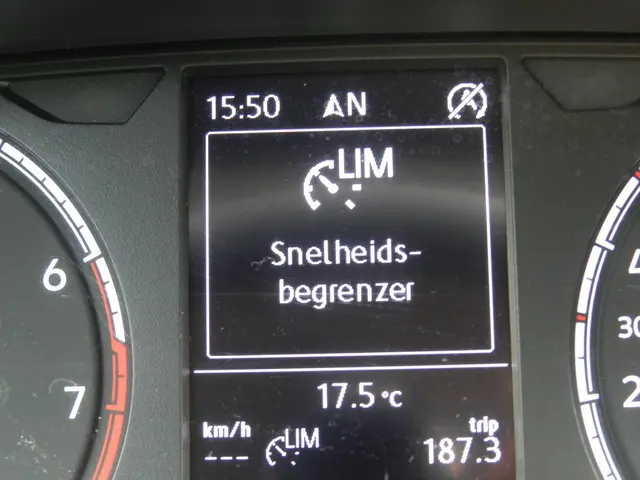 15:50 AN
LIM
Snelheids-
begrenzer
17.5 °C
km/h LIM trip
--- 187.3
6
7